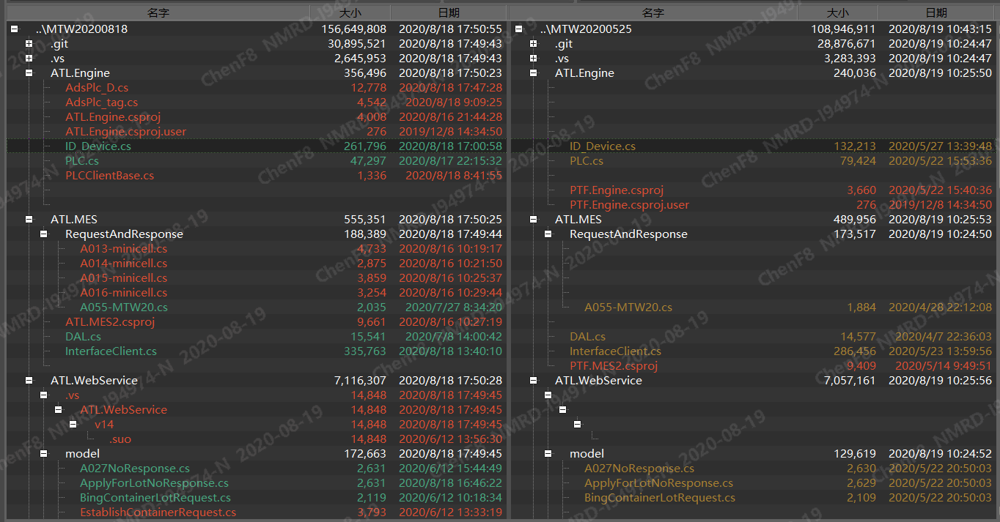 名字 大小 日期 名字 大小 日期
..\MTW20200818 156,649,808 2020/8/18 17:50:55 ..\MTW20200525 108,946,911 2020/8/19 10:43:15
.git 30,895,521 2020/8/18 17:49:43 .git 28,876,671 2020/8/19 10:24:47
.vs 2,645,953 2020/8/18 17:49:43 .vs 3,283,393 2020/8/19 10:24:47
ATL.Engine 356,496 2020/8/18 17:50:23 ATL.Engine 240,036 2020/8/19 10:25:50
AdsPlc_D.cs 12,778 2020/8/18 17:47:28
AdsPlc_tag.cs 4,542 2020/8/18 9:09:25
ATL.Engine.csproj 4,008 2020/8/16 21:44:28
ATL.Engine.csproj.user 276 2019/12/8 14:34:50
ID_Device.cs 261,796 2020/8/18 17:00:58 ID_Device.cs 132,213 2020/5/27 13:39:48
PLC.cs 47,297 2020/8/17 22:15:32 PLC.cs 79,424 2020/5/22 15:53:36
PLCClientBase.cs 1,336 2020/8/18 8:41:55
PTF.Engine.csproj 3,660 2020/5/22 15:40:36
PTF.Engine.csproj.user 276 2019/12/8 14:34:50
ATL.MES 555,351 2020/8/18 17:50:25 ATL.MES 489,956 2020/8/19 10:25:53
RequestAndResponse 188,389 2020/8/18 17:49:44 RequestAndResponse 173,517 2020/8/19 10:24:50
A013-minicell.cs 4,733 2020/8/16 10:19:17
A014-minicell.cs 2,875 2020/8/16 10:21:50
A015-minicell.cs 3,859 2020/8/16 10:25:37
A016-minicell.cs 3,254 2020/8/16 10:29:44
A055-MTW20.cs 2,035 2020/7/27 8:34:20 A055-MTW20.cs 1,884 2020/4/28 22:12:08
ATL.MES2.csproj 9,661 2020/8/16 10:27:19
DAL.cs 15,541 2020/7/8 14:00:42 DAL.cs 14,577 2020/4/7 22:36:03
InterfaceClient.cs 335,763 2020/8/18 13:40:10 InterfaceClient.cs 286,456 2020/5/23 13:59:56
PTF.MES2.csproj 9,409 2020/5/14 9:49:51
ATL.WebService 7,116,307 2020/8/18 17:50:28 ATL.WebService 7,057,161 2020/8/19 10:25:56
.vs 14,848 2020/8/18 17:49:45
ATL.WebService 14,848 2020/8/18 17:49:45
v14 14,848 2020/8/18 17:49:45
.suo 14,848 2020/6/12 13:56:30
model 172,663 2020/8/18 17:49:45 model 129,619 2020/8/19 10:24:52
A027NoResponse.cs 2,631 2020/6/12 15:44:49 A027NoResponse.cs 2,630 2020/5/22 20:50:03
ApplyForLotNoResponse.cs 2,631 2020/8/18 16:46:22 ApplyForLotNoResponse.cs 2,629 2020/5/22 20:50:03
BingContainerLotRequest.cs 2,119 2020/6/12 10:18:34 BingContainerLotRequest.cs 2,109 2020/5/22 20:50:03
EstablishContainerRequest.cs 3,793 2020/6/12 13:33:19
ChenF8 NMRD-I94974-N 2020-08-19